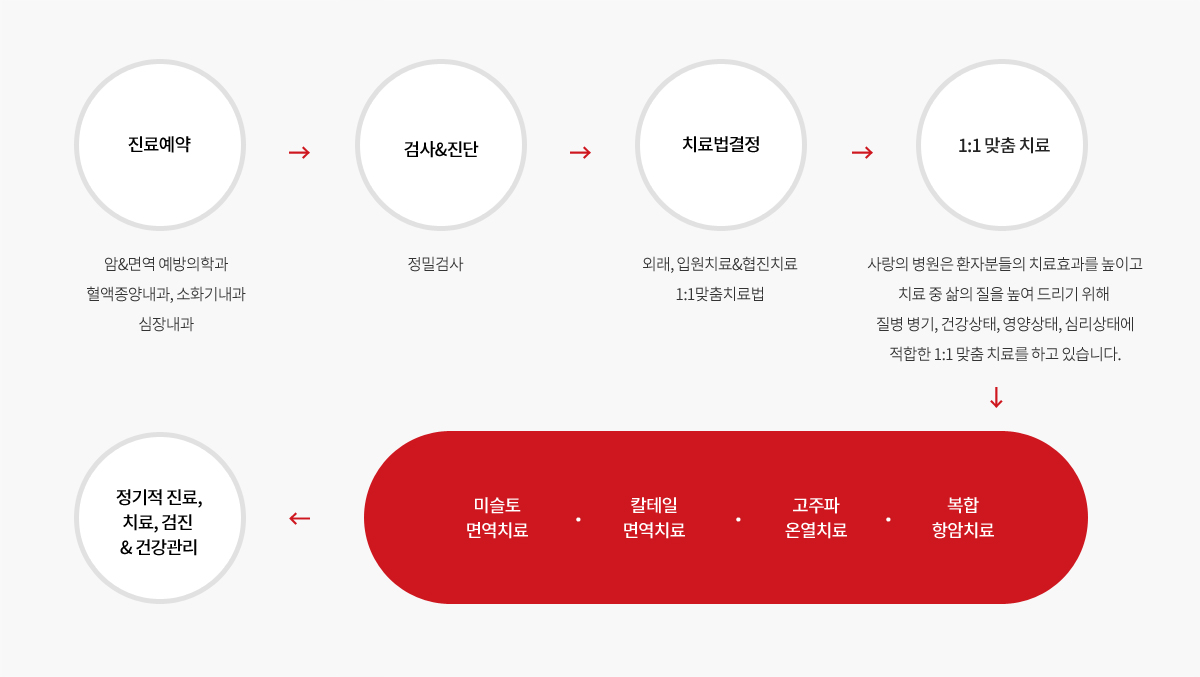 진료예약
암&면역 예방의학과
혈액종양내과, 소화기내과
심장내과
검사&진단
정밀검사
치료법결정
외래, 입원치료&협진치료
1:1맞춤치료법
1:1 맞춤 치료
사랑의 병원은 환자분들의 치료효과를 높이고
치료 중 삶의 질을 높여 드리기 위해
질병 병기, 건강상태, 영양상태, 심리상태에
적합한 1:1 맞춤 치료를 하고 있습니다.
미슬토
면역치료
칼테일
면역치료
고주파
온열치료
복합
항암치료
정기적 진료,
치료, 검진
& 건강관리